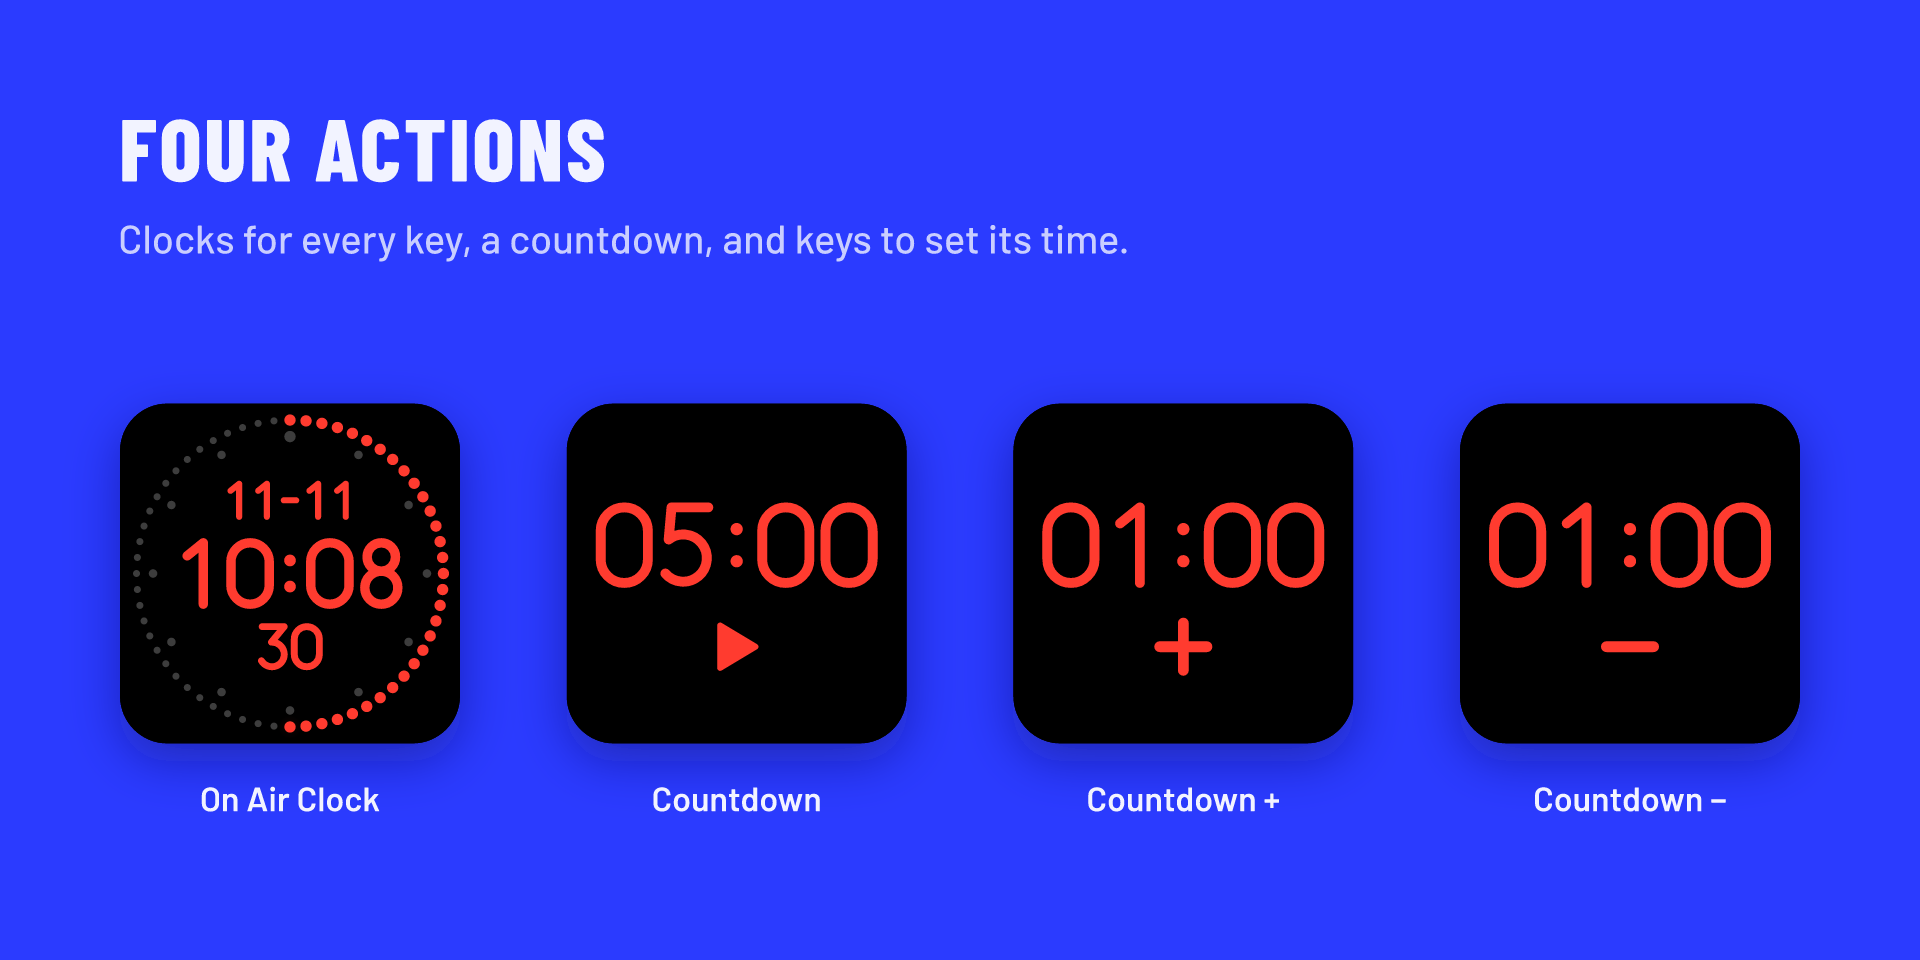 FOUR ACTIONS
Clocks for every key, a countdown, and keys to set its time.
11-11
10:08
30
05:00
01:00
+
01:00
–
On Air Clock
Countdown
Countdown +
Countdown –